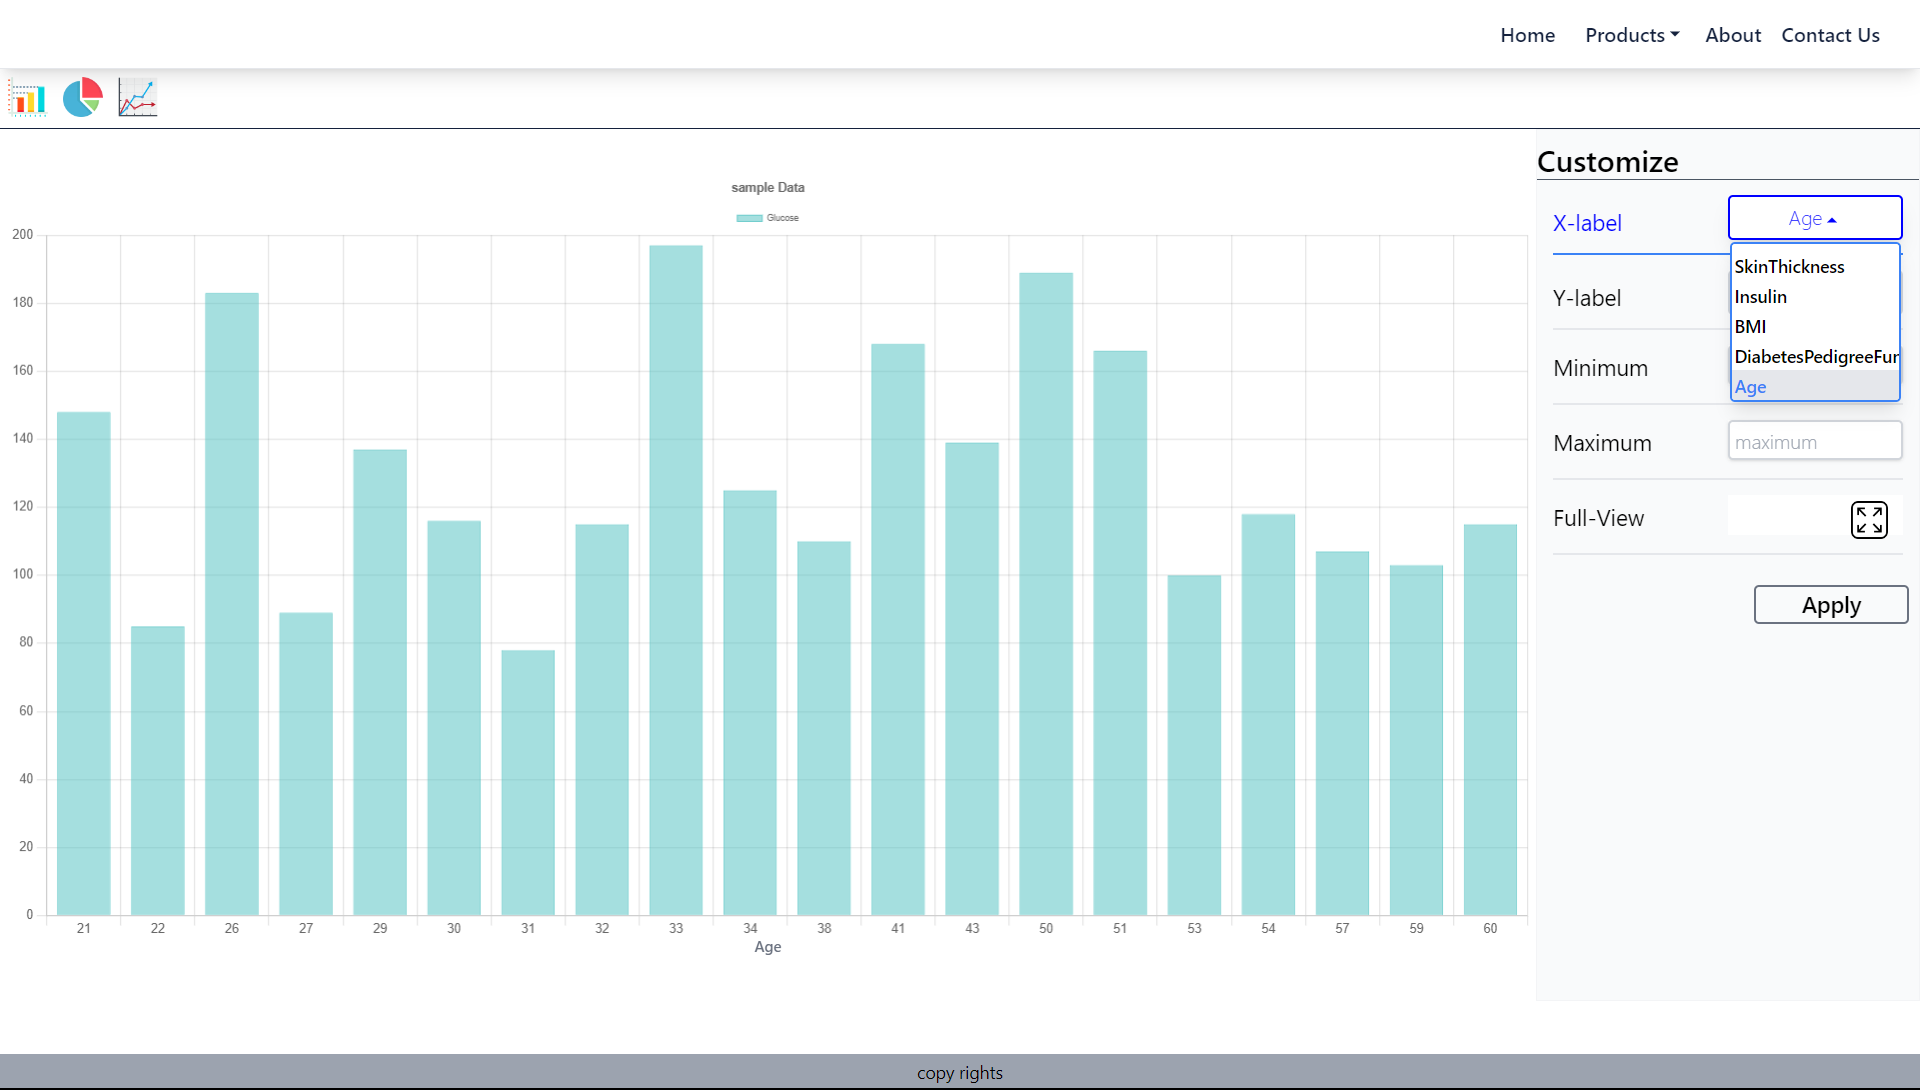 Home Products About Contact Us
Customize
sample Data
Glucose
X-label Age
SkinThickness
Insulin
BMI
DiabetesPedigreeFur
Age
Y-label
Minimum
Maximum maximum
Full-View
Apply
200
180
160
140
120
100
80
60
40
20
0
21 22 26 27 29 30 31 32 33 34 38 41 43 50 51 53 54 57 59 60
Age
copy rights